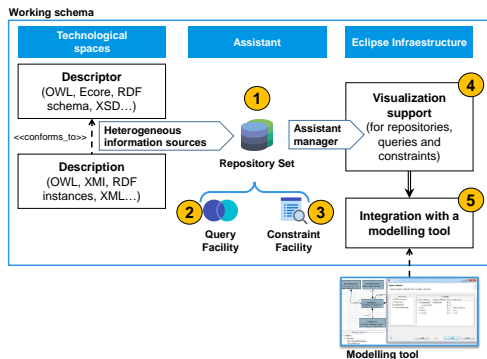 Working schema
Technological
spaces
Assistant
Eclipse Infraestructure
Descriptor
(OWL, Ecore, RDF
schema, XSD…)
<<conforms_to>>
Description
(OWL, XMI, RDF
instances, XML…)
Heterogeneous
information sources
1
Repository Set
Assistant
manager
2
Query
Facility
3
Constraint
Facility
4
Visualization
support
(for repositories,
queries and
constraints)
5
Integration with a
modelling tool
Modelling tool